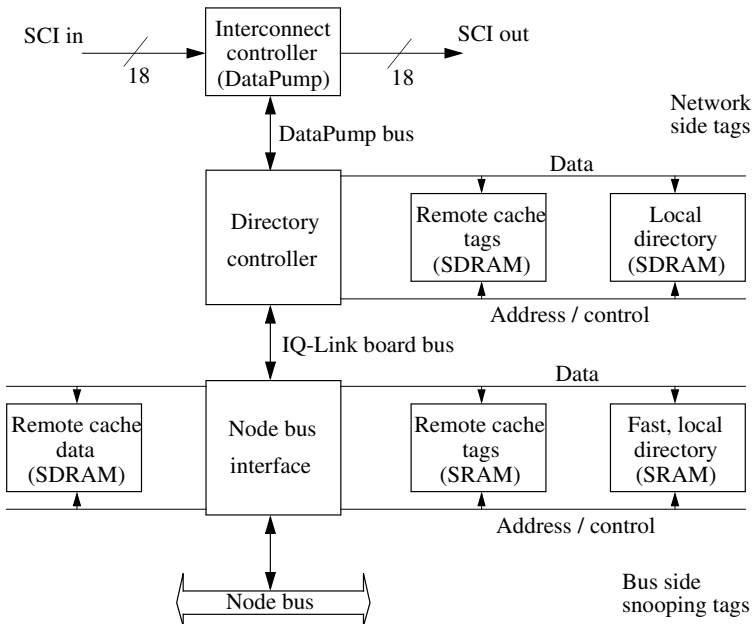 SCI in
18
Interconnect
controller
(DataPump)
SCI out
18
DataPump bus
Network
side tags
Data
Directory
controller
Remote cache
tags
(SDRAM)
Local
directory
(SDRAM)
Address / control
IQ-Link board bus
Data
Remote cache
data
(SDRAM)
Node bus
interface
Remote cache
tags
(SRAM)
Fast, local
directory
(SRAM)
Address / control
Node bus
Bus side
snooping tags